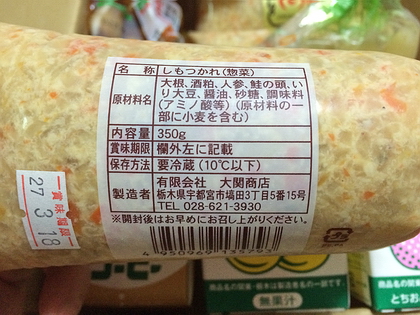 名 称 しもつかれ(惣菜)
原材料名 大根、酒粕、人参、鮭の頭、い
り大豆、醤油、砂糖、調味料
(アミノ酸等) (原材料の一
部に小麦を含む)
内容量 350g
賞味期限 欄外左に記載
保存方法 要冷蔵(10℃以下)
製造者 有限会社 大関商店
栃木県宇都宮市塙田3丁目5番15号
TEL 028-621-3930
※開封後はお早めにお召し上がりください。
賞味期限
27 3 18
コーヒー
無果汁
とちお